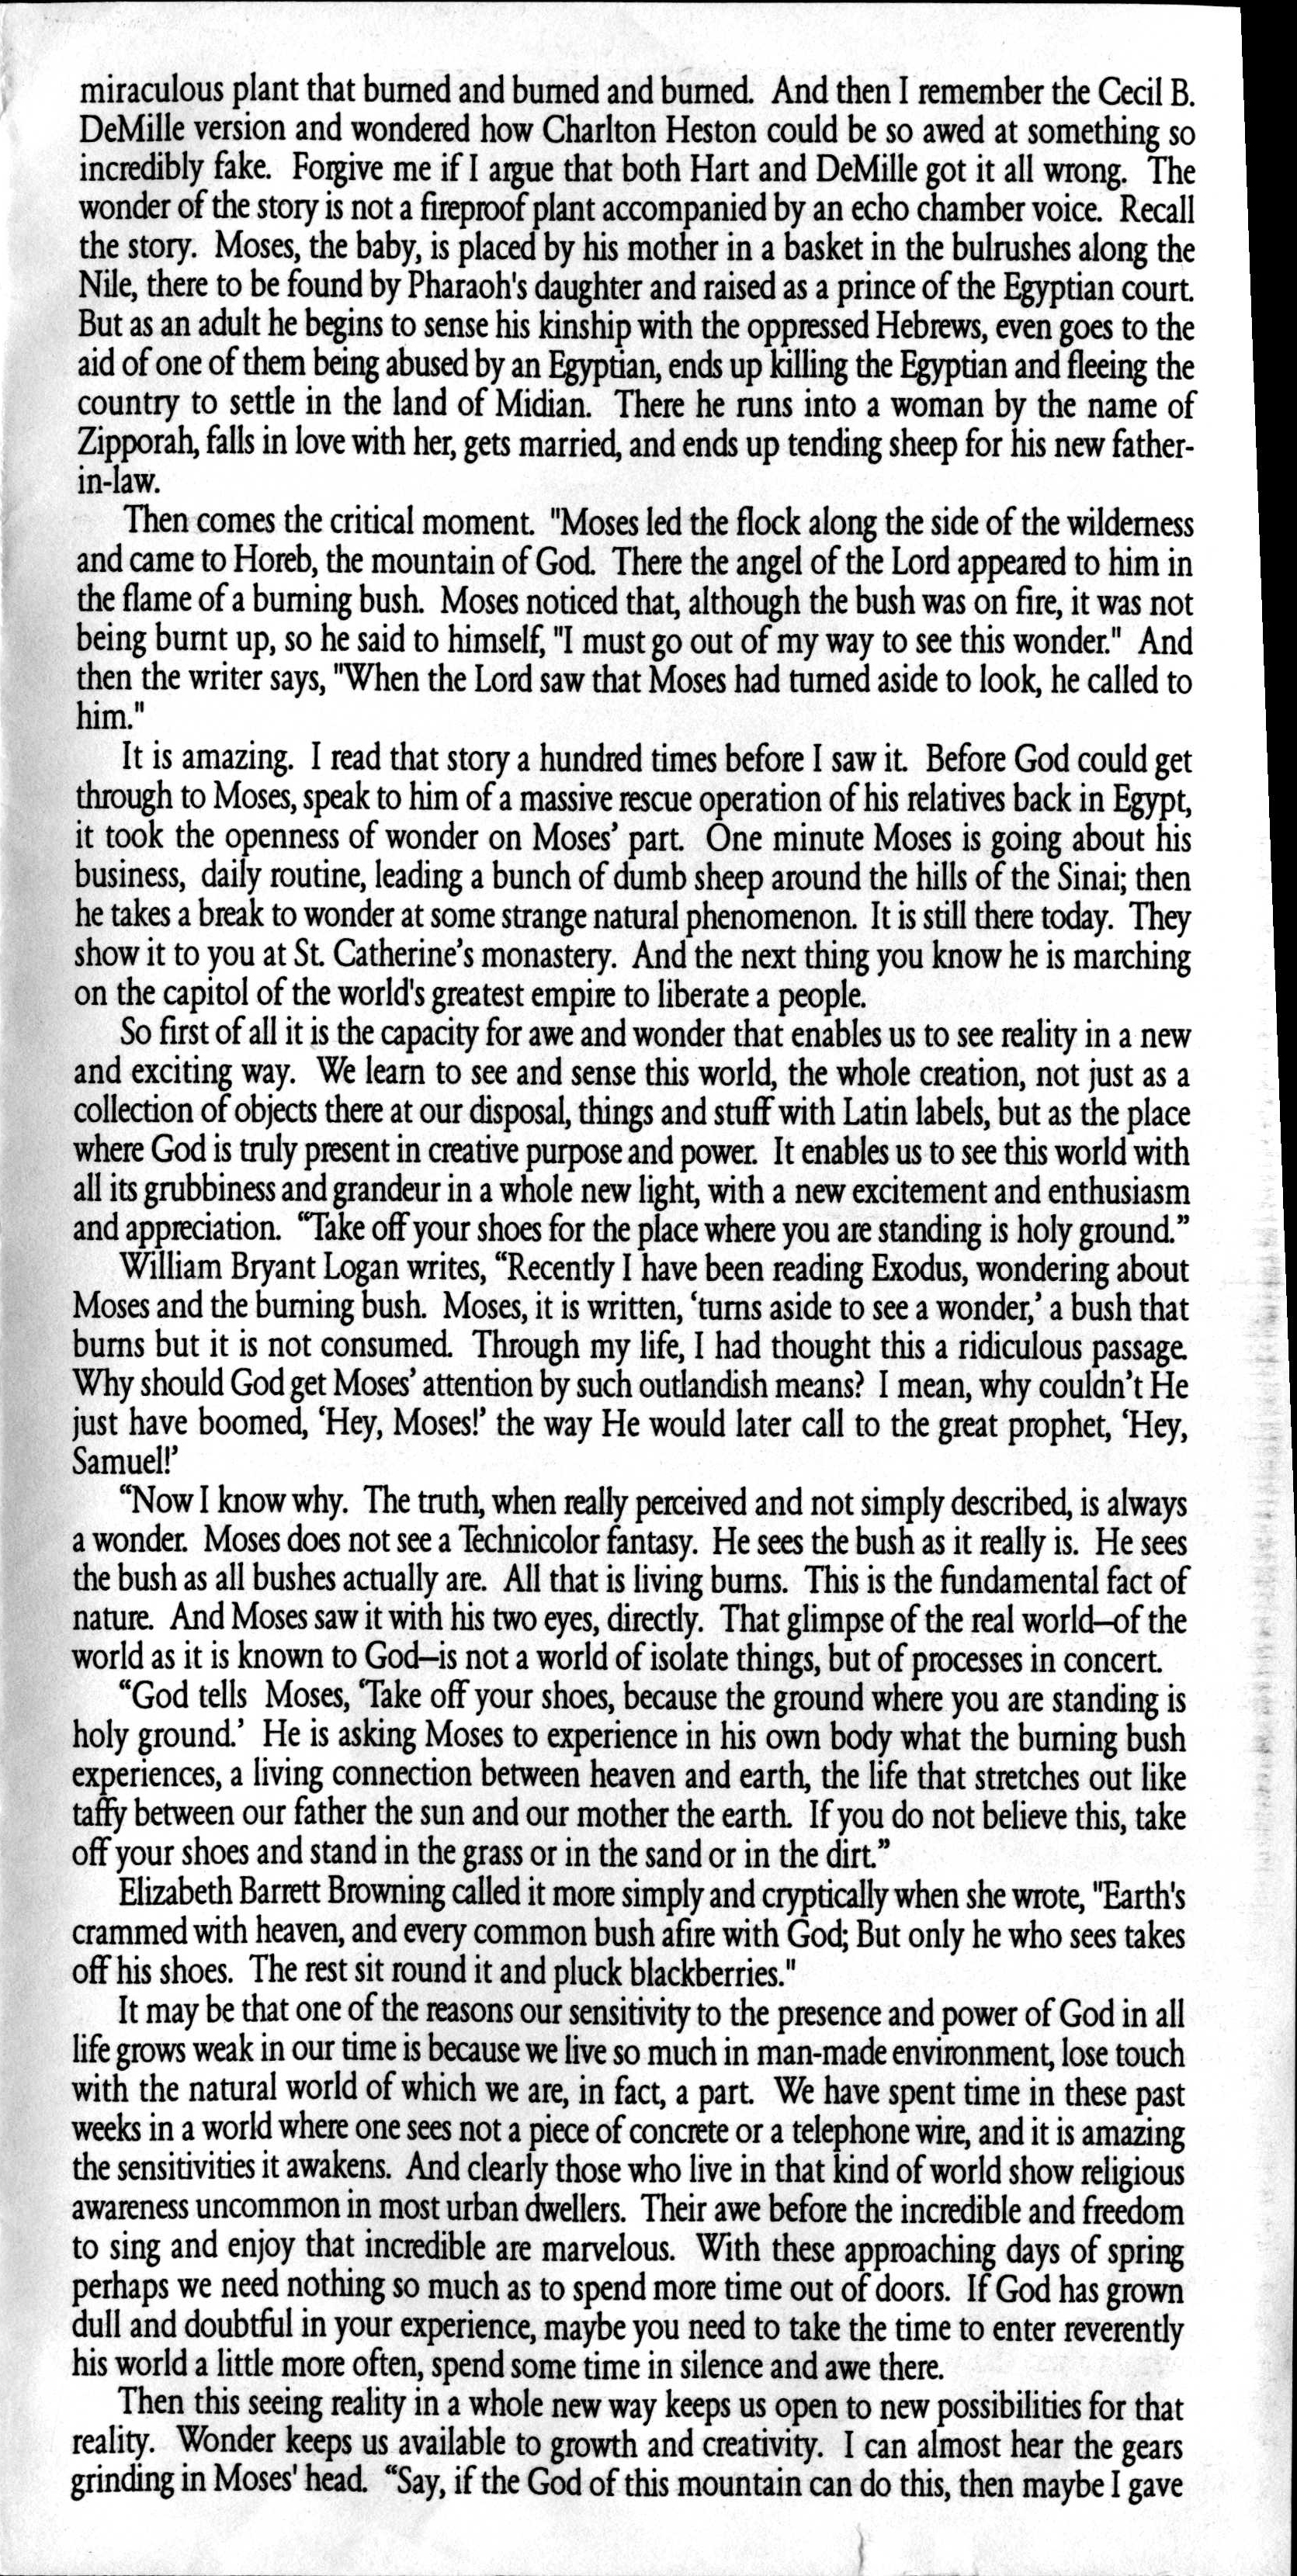 miraculous plant that burned and burned and burned. And then I remember the Cecil B.
DeMille version and wondered how Charlton Heston could be so awed at something so
incredibly fake. Forgive me if I argue that both Hart and DeMille got it all wrong. The
wonder of the story is not a fireproof plant accompanied by an echo chamber voice. Recall
the story. Moses, the baby, is placed by his mother in a basket in the bulrushes along the
Nile, there to be found by Pharaoh's daughter and raised as a prince of the Egyptian court.
But as an adult he begins to sense his kinship with the oppressed Hebrews, even goes to the
aid of one of them being abused by an Egyptian, ends up killing the Egyptian and fleeing the
country to settle in the land of Midian. There he runs into a woman by the name of
Zipporah, falls in love with her, gets married, and ends up tending sheep for his new father-
in-law.
Then comes the critical moment. "Moses led the flock along the side of the wilderness
and came to Horeb, the mountain of God. There the angel of the Lord appeared to him in
the flame of a burning bush. Moses noticed that, although the bush was on fire, it was not
being burnt up, so he said to himself, "I must go out of my way to see this wonder." And
then the writer says, "When the Lord saw that Moses had turned aside to look, he called to
him."
It is amazing. I read that story a hundred times before I saw it. Before God could get
through to Moses, speak to him of a massive rescue operation of his relatives back in Egypt,
it took the openness of wonder on Moses’ part. One minute Moses is going about his
business, daily routine, leading a bunch of dumb sheep around the hills of the Sinai; then
he takes a break to wonder at some strange natural phenomenon. It is still there today. They
show it to you at St. Catherine’s monastery. And the next thing you know he is marching
on the capitol of the world's greatest empire to liberate a people.
So first of all it is the capacity for awe and wonder that enables us to see reality in a new
and exciting way. We learn to see and sense this world, the whole creation, not just as a
collection of objects there at our disposal, things and stuff with Latin labels, but as the place
where God is truly present in creative purpose and power. It enables us to see this world with
all its grubbiness and grandeur in a whole new light, with a new excitement and enthusiasm
and appreciation. “Take off your shoes for the place where you are standing is holy ground.”
William Bryant Logan writes, “Recently I have been reading Exodus, wondering about
Moses and the burning bush. Moses, it is written, ‘turns aside to see a wonder,’ a bush that
burns but it is not consumed. Through my life, I had thought this a ridiculous passage.
Why should God get Moses’ attention by such outlandish means? I mean, why couldn’t He
just have boomed, ‘Hey, Moses!’ the way He would later call to the great prophet, ‘Hey,
Samuel!’
“Now I know why. The truth, when really perceived and not simply described, is always
a wonder. Moses does not see a Technicolor fantasy. He sees the bush as it really is. He sees
the bush as all bushes actually are. All that is living burns. This is the fundamental fact of
nature. And Moses saw it with his two eyes, directly. That glimpse of the real world–of the
world as it is known to God–is not a world of isolate things, but of processes in concert.
“God tells Moses, ‘Take off your shoes, because the ground where you are standing is
holy ground.’ He is asking Moses to experience in his own body what the burning bush
experiences, a living connection between heaven and earth, the life that stretches out like
taffy between our father the sun and our mother the earth. If you do not believe this, take
off your shoes and stand in the grass or in the sand or in the dirt.”
Elizabeth Barrett Browning called it more simply and cryptically when she wrote, "Earth's
crammed with heaven, and every common bush afire with God; But only he who sees takes
off his shoes. The rest sit round it and pluck blackberries."
It may be that one of the reasons our sensitivity to the presence and power of God in all
life grows weak in our time is because we live so much in man-made environment, lose touch
with the natural world of which we are, in fact, a part. We have spent time in these past
weeks in a world where one sees not a piece of concrete or a telephone wire, and it is amazing
the sensitivities it awakens. And clearly those who live in that kind of world show religious
awareness uncommon in most urban dwellers. Their awe before the incredible and freedom
to sing and enjoy that incredible are marvelous. With these approaching days of spring
perhaps we need nothing so much as to spend more time out of doors. If God has grown
dull and doubtful in your experience, maybe you need to take the time to enter reverently
his world a little more often, spend some time in silence and awe there.
Then this seeing reality in a whole new way keeps us open to new possibilities for that
reality. Wonder keeps us available to growth and creativity. I can almost hear the gears
grinding in Moses' head. “Say, if the God of this mountain can do this, then maybe I gave